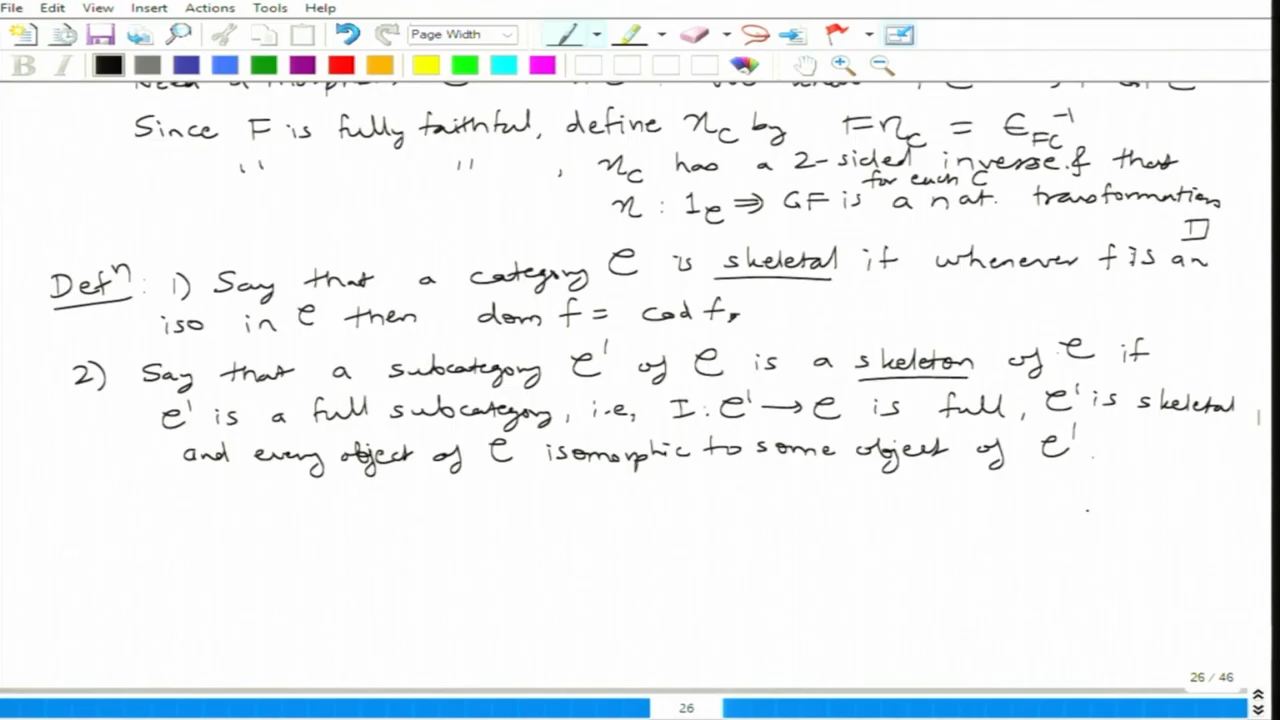 File Edit View Insert Actions Tools Help
Page Width
B I
Since F is fully faithful, define η_C by Fη_C = ε_{FC}^{-1}
" " , η_C has a 2-sided inverse & that
for each C
η : 1_𝒞 ⇒ GF is a nat. transformation
□
Defⁿ: 1) Say that a category 𝒞 is skeletal if whenever f is an
iso in 𝒞 then dom f = cod f.
2) Say that a subcategory 𝒞' of 𝒞 is a skeleton of 𝒞 if
𝒞' is a full subcategory, i.e, I : 𝒞' → 𝒞 is full, 𝒞' is skeletal,
and every object of 𝒞 isomorphic to some object of 𝒞'.
26 / 46
26